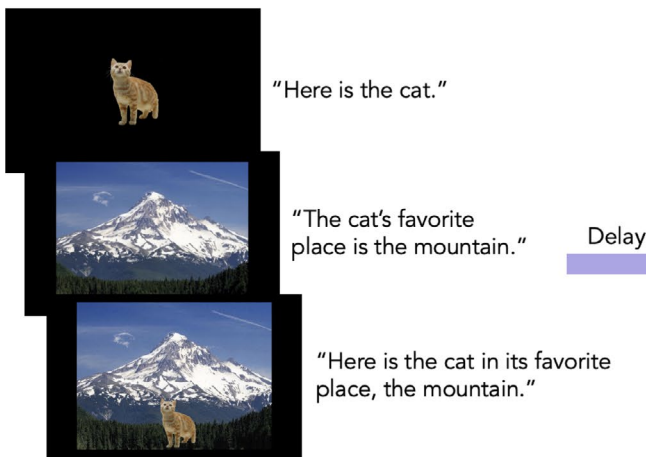 “Here is the cat.”
“The cat’s favorite
place is the mountain.”
Delay
“Here is the cat in its favorite
place, the mountain.”